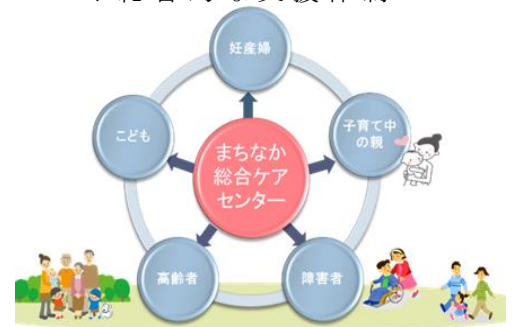 妊産婦
子育て中
の親
こども
まちなか
総合ケア
センター
高齢者
障害者